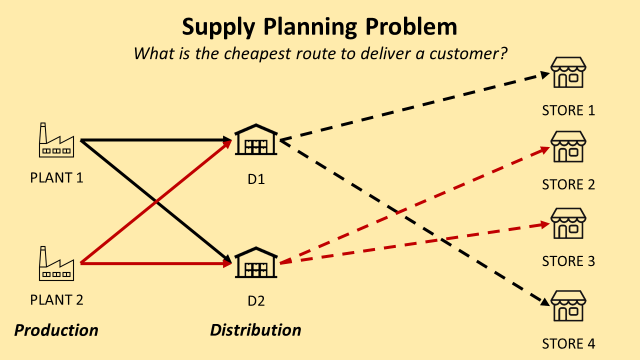 Supply Planning Problem
What is the cheapest route to deliver a customer?
STORE 1
PLANT 1
D1
STORE 2
STORE 3
PLANT 2
D2
Production
Distribution
STORE 4